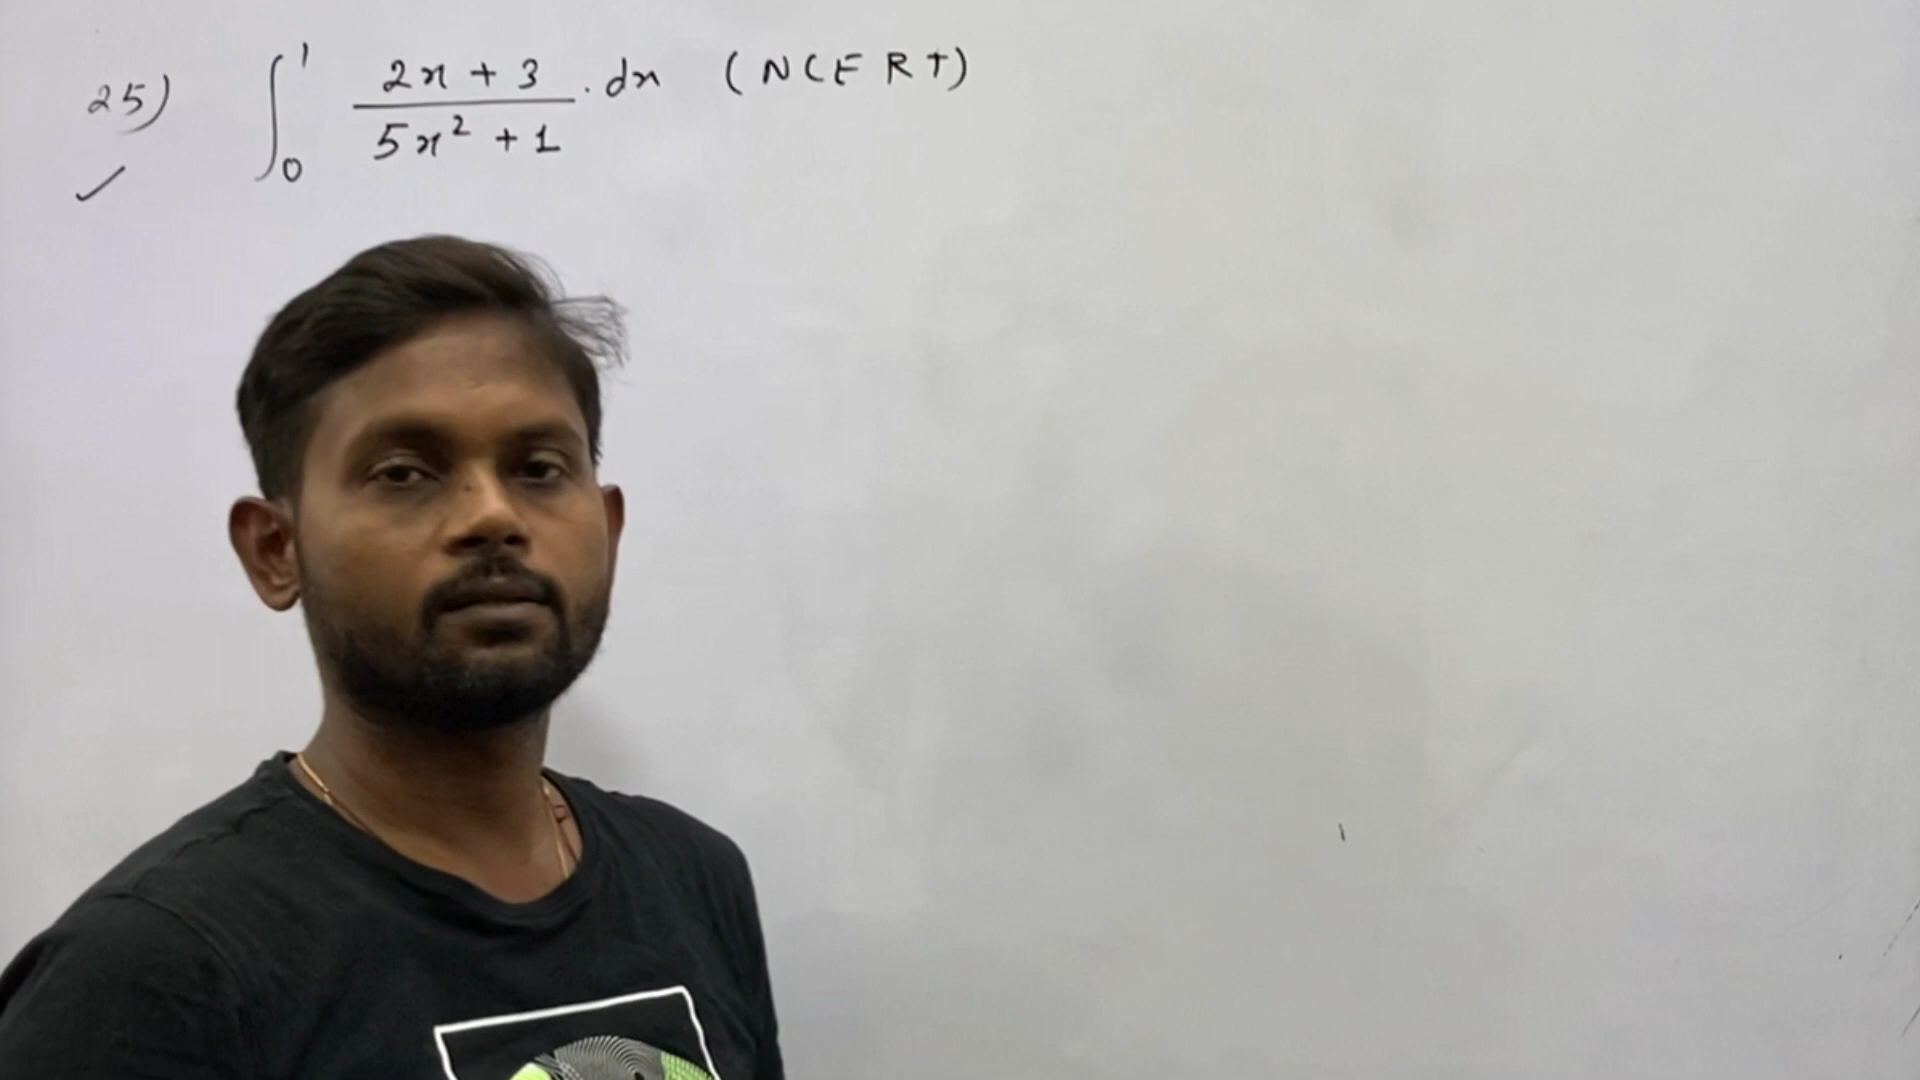 25) ∫₀¹ (2x + 3)/(5x² + 1) . dx (NCERT)